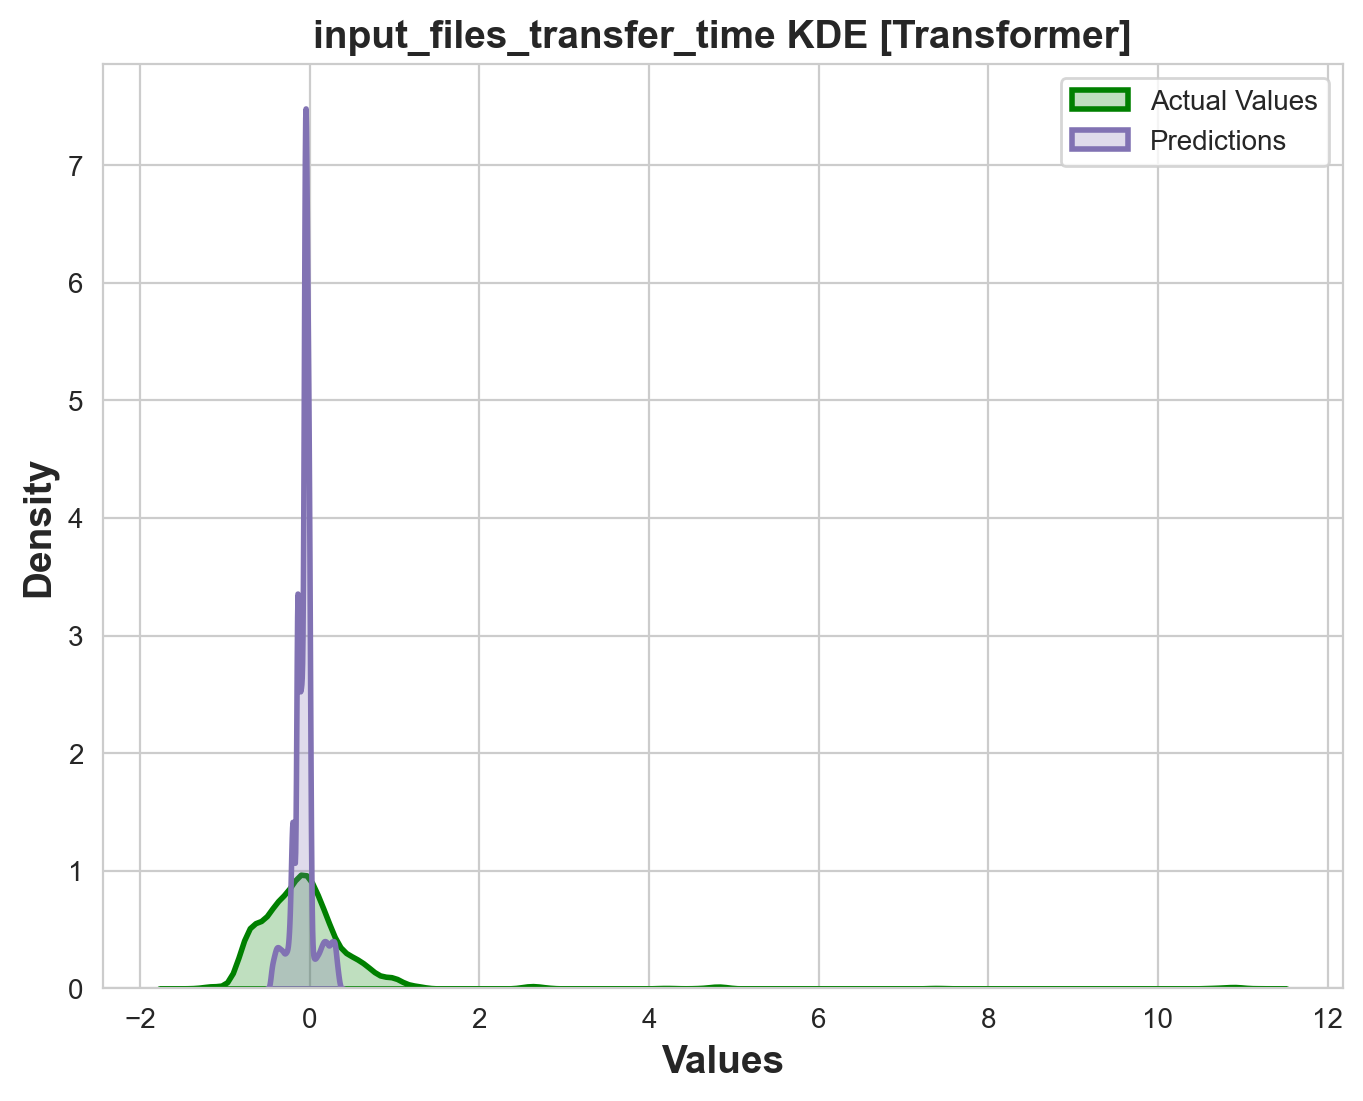 input_files_transfer_time KDE [Transformer]
Actual Values
Predictions
7
6
5
4
3
2
1
0
Density
−2 0 2 4 6 8 10 12
Values